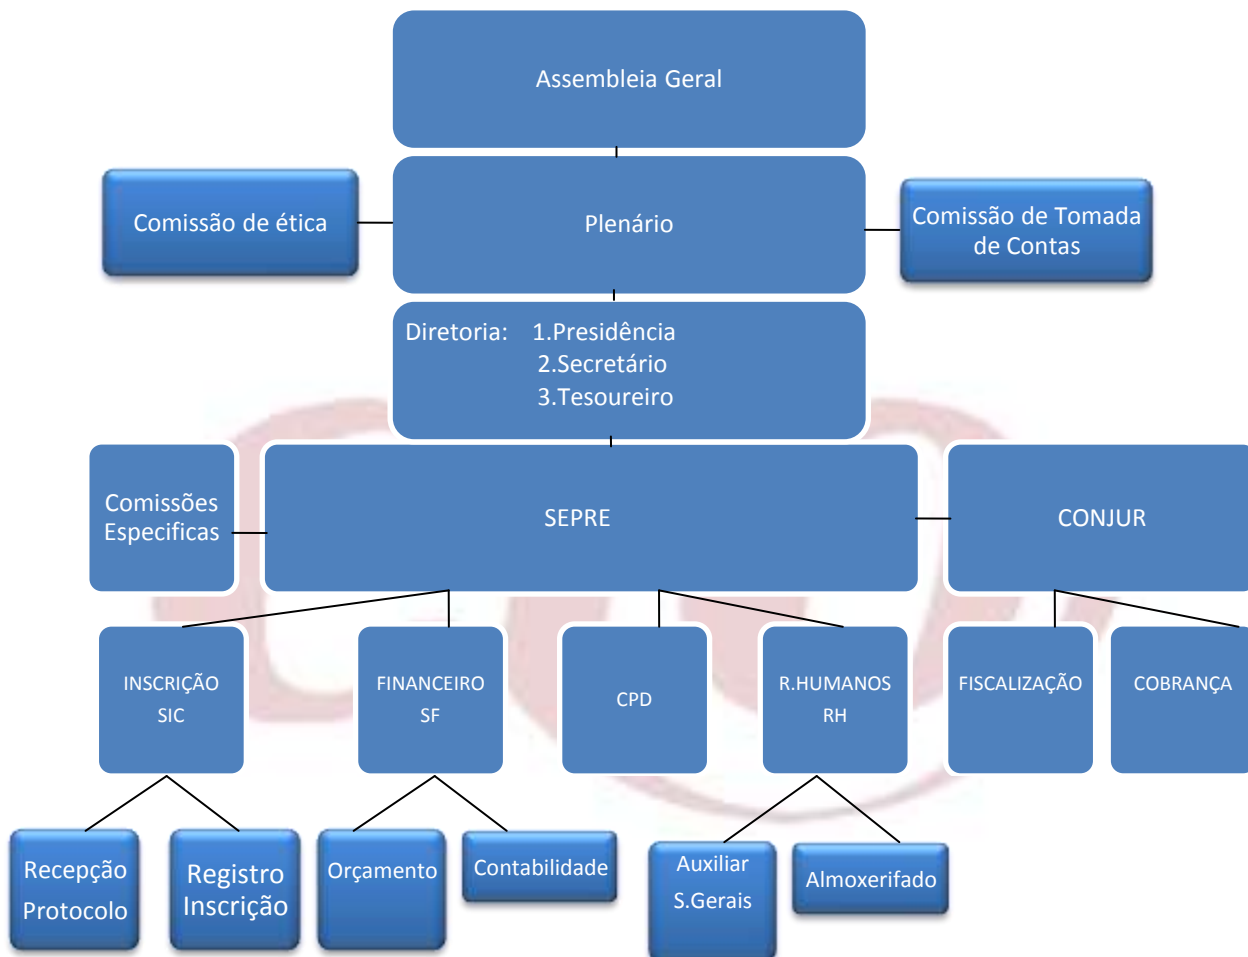 Assembleia Geral
Comissão de ética
Plenário
Comissão de Tomada
de Contas
Diretoria: 1.Presidência
2.Secretário
3.Tesoureiro
Comissões
Especificas
SEPRE
CONJUR
INSCRIÇÃO
SIC
FINANCEIRO
SF
CPD
R.HUMANOS
RH
FISCALIZAÇÃO
COBRANÇA
Recepção
Protocolo
Registro
Inscrição
Orçamento
Contabilidade
Auxiliar
S.Gerais
Almoxerifado